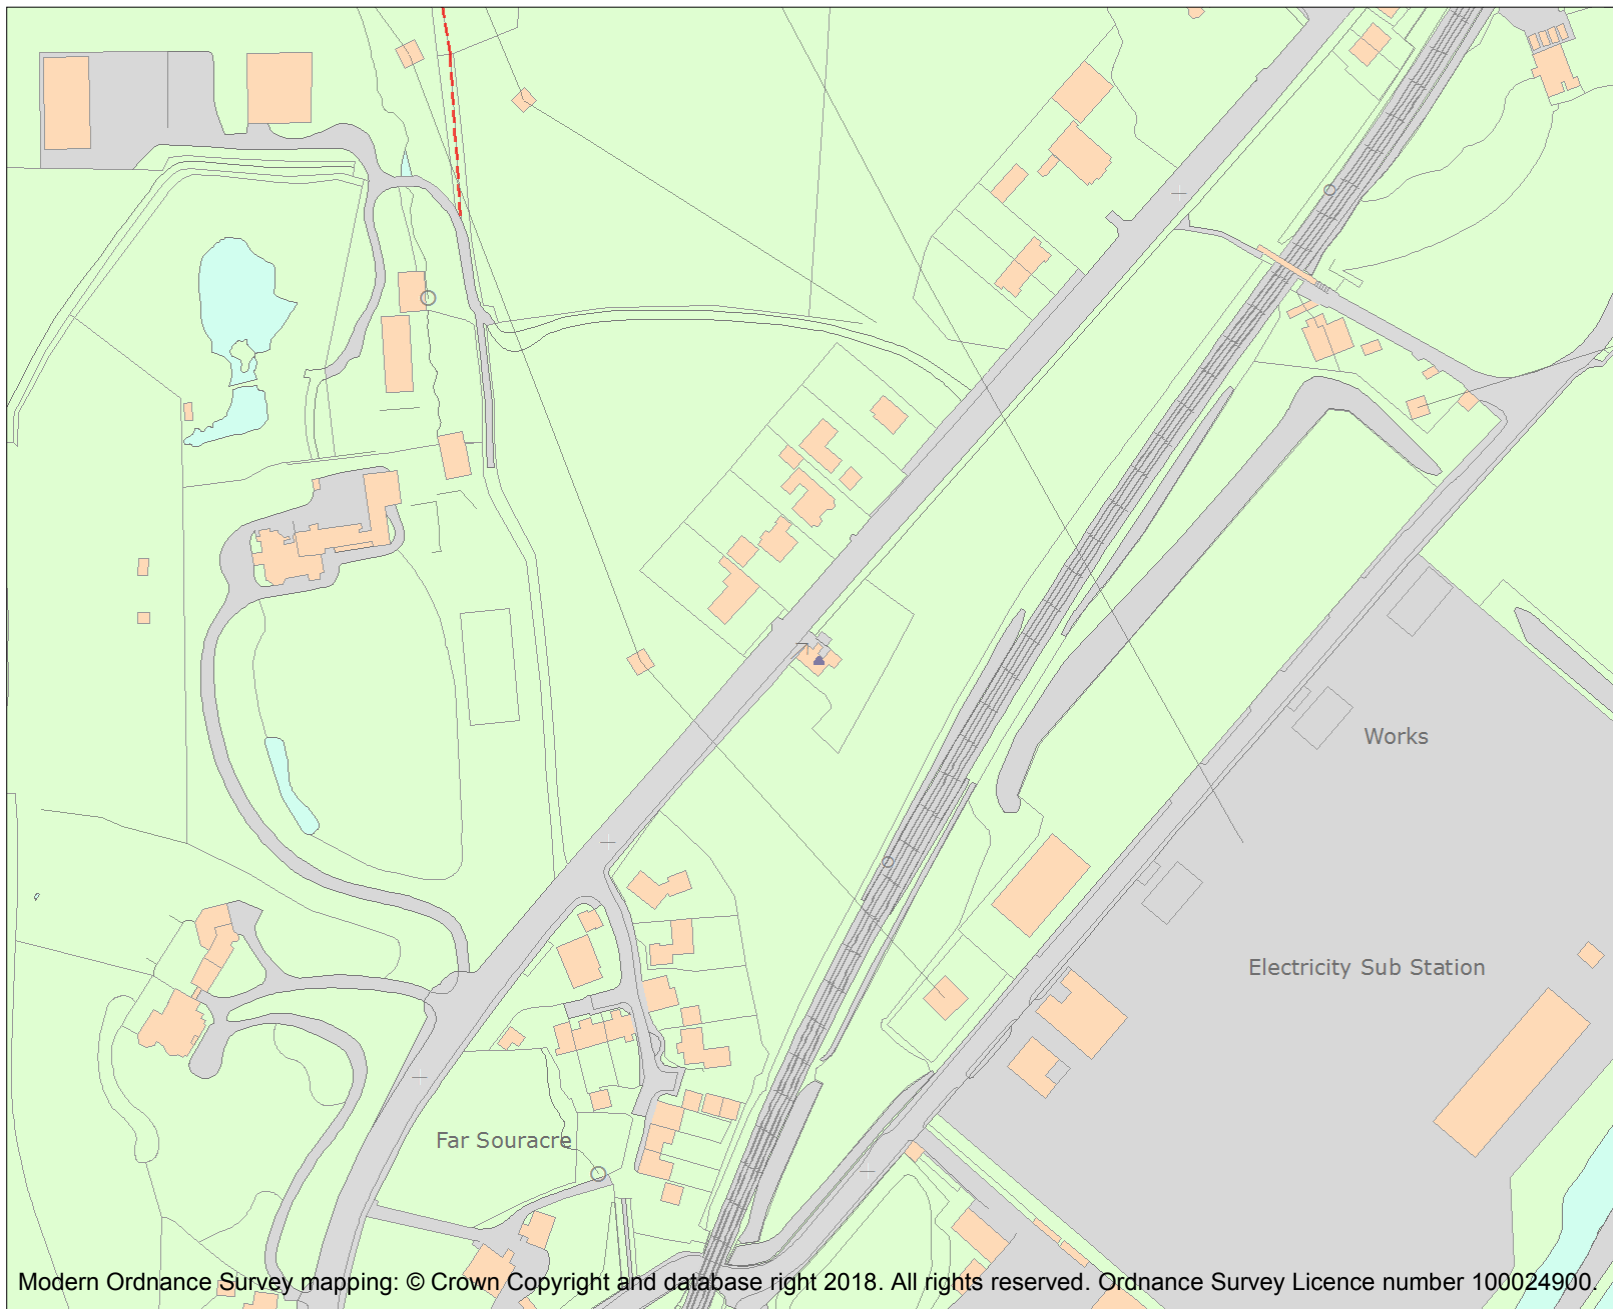 Works
Electricity Sub Station
Far Souracre
Modern Ordnance Survey mapping: © Crown Copyright and database right 2018. All rights reserved. Ordnance Survey Licence number 100024900.